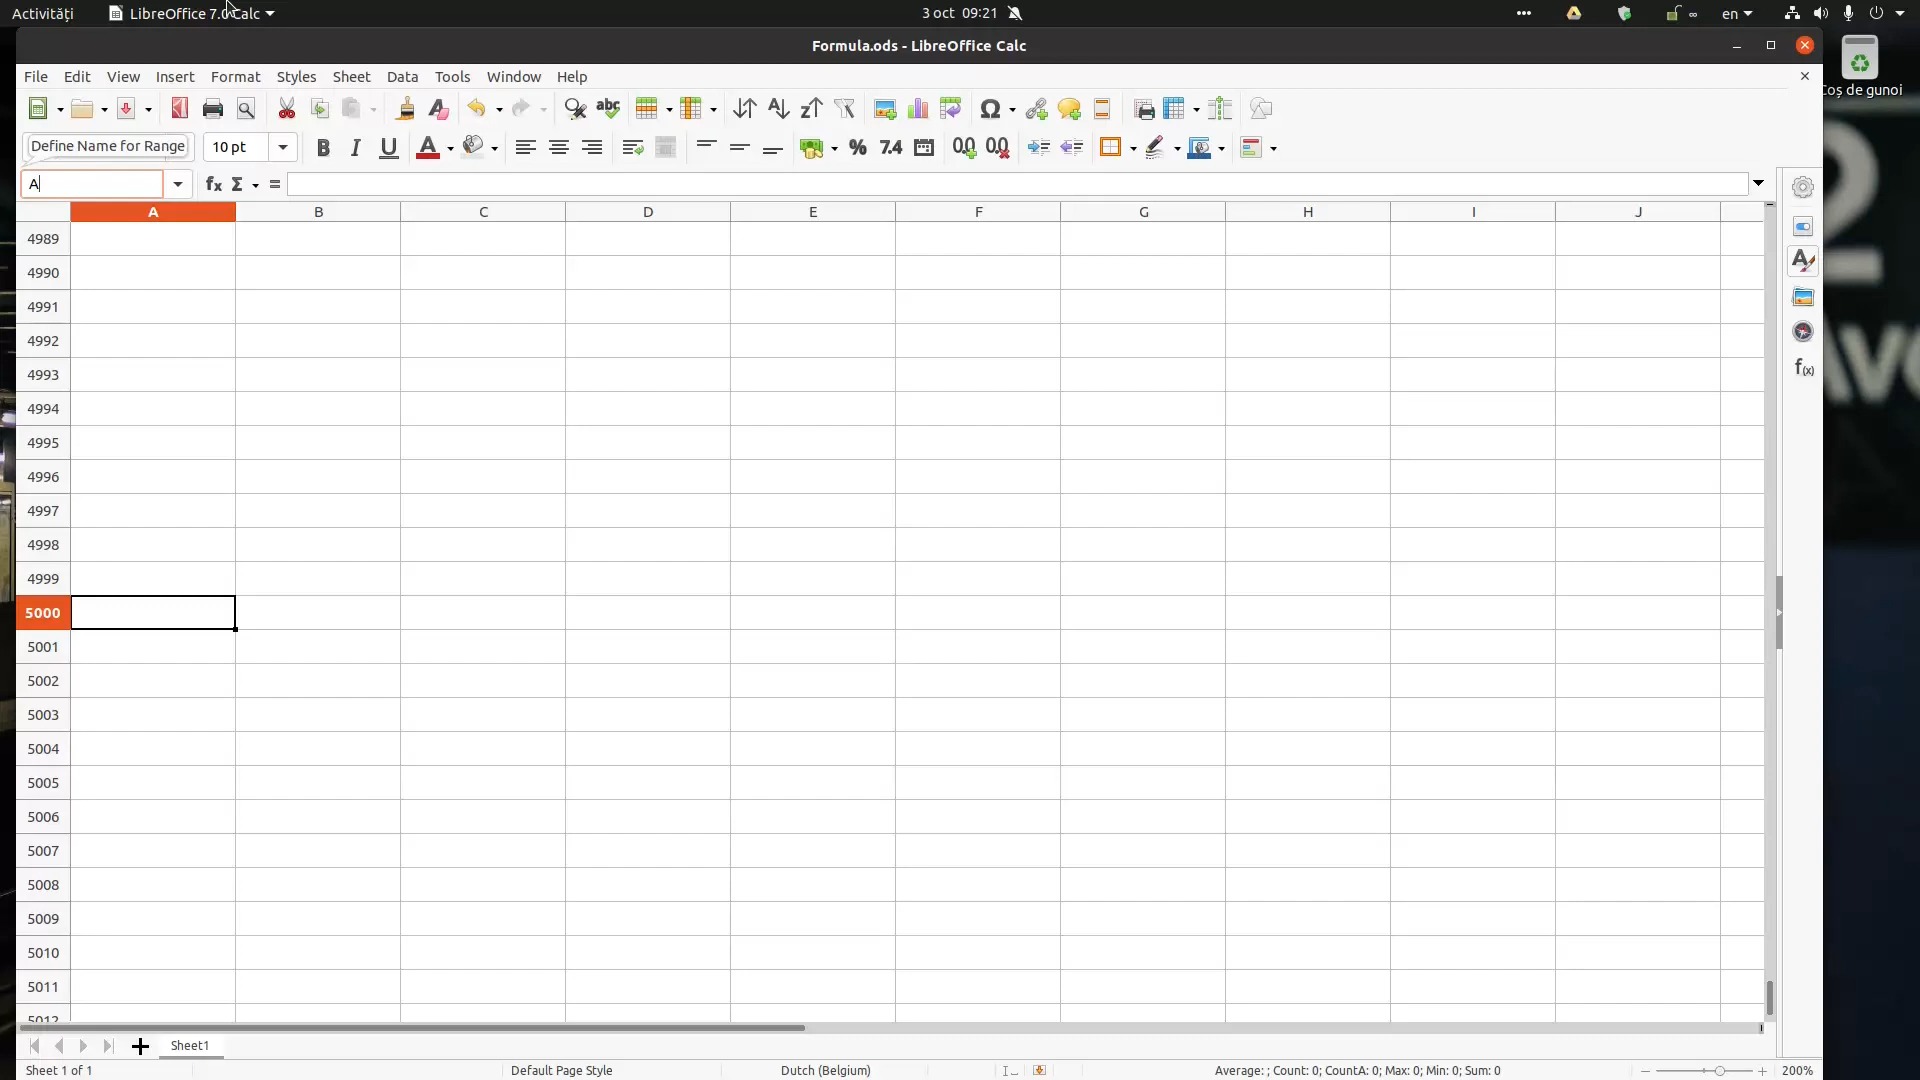 Activități LibreOffice 7.0 Calc 3 oct 09:21 en
Formula.ods - LibreOffice Calc
File Edit View Insert Format Styles Sheet Data Tools Window Help
Coș de gunoi
Define Name for Range 10 pt
A
A B C D E F G H I J
4989
4990
4991
4992
4993
4994
4995
4996
4997
4998
4999
5000
5001
5002
5003
5004
5005
5006
5007
5008
5009
5010
5011
5012
Sheet1
Sheet 1 of 1 Default Page Style Dutch (Belgium) Average: ; Count: 0; CountA: 0; Max: 0; Min: 0; Sum: 0 200%